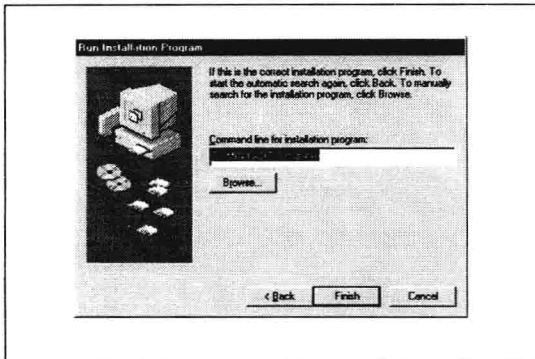 Run Installation Program
If this is the correct installation program, click Finish. To
start the automatic search again, click Back. To manually
search for the installation program, click Browse.
Command line for installation program:
Browse...
< Back
Finish
Cancel